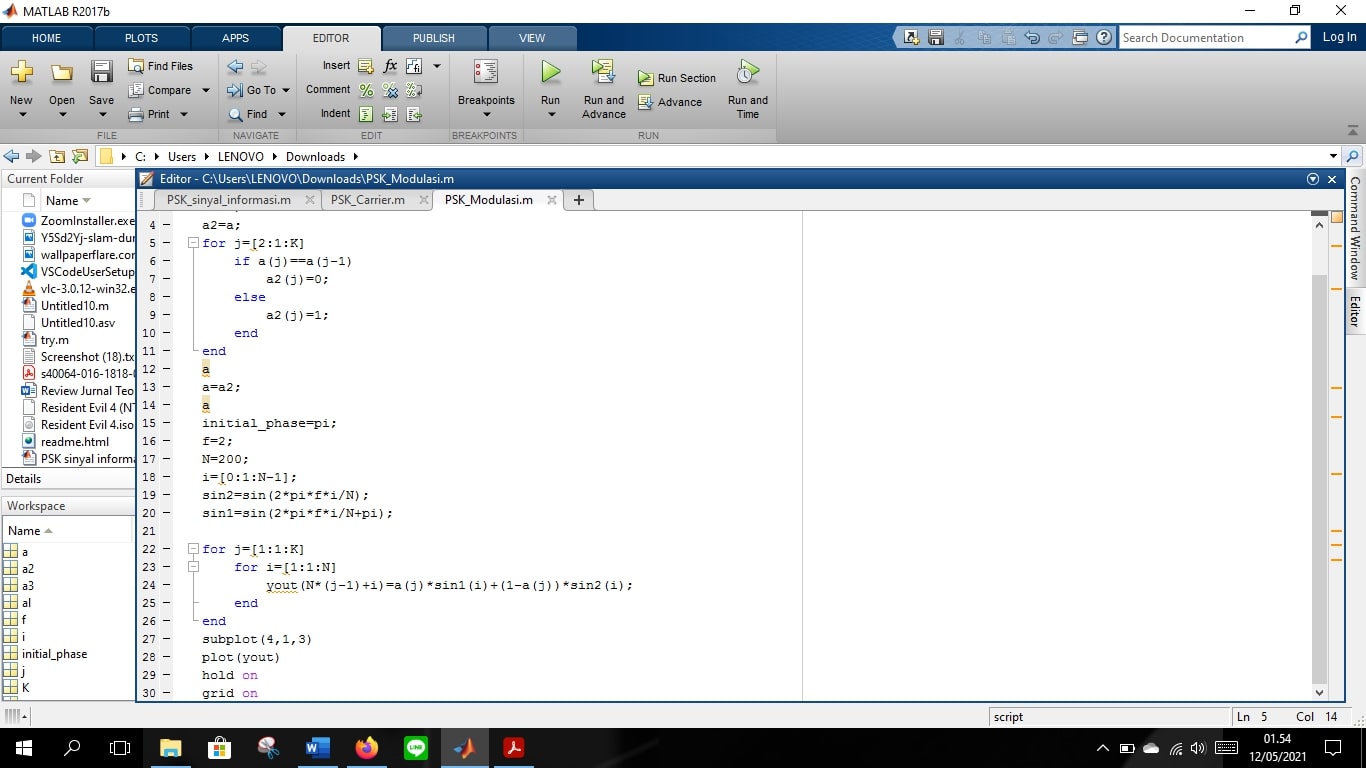 MATLAB R2017b
HOME PLOTS APPS EDITOR PUBLISH VIEW Search Documentation Log In
New Open Save Find Files Compare Print Go To Find Insert Comment Indent Breakpoints Run Run and Advance Run Section Advance Run and Time
FILE NAVIGATE EDIT BREAKPOINTS RUN
C: Users LENOVO Downloads
Current Folder
Name
ZoomInstaller.exe
Y5Sd2Yj-slam-dur
wallpaperflare.cor
VSCodeUserSetup
vlc-3.0.12-win32.e
Untitled10.m
Untitled10.asv
try.m
Screenshot (18).tx
s40064-016-1818-0
Review Jurnal Teo
Resident Evil 4 (NT
Resident Evil 4.iso
readme.html
PSK sinyal informa
Details
Workspace
Name
a
a2
a3
al
f
i
initial_phase
j
K
Editor - C:\Users\LENOVO\Downloads\PSK_Modulasi.m
PSK_sinyal_informasi.m PSK_Carrier.m PSK_Modulasi.m
4 – a2=a;
5 – for j=[2:1:K]
6 – if a(j)==a(j-1)
7 – a2(j)=0;
8 – else
9 – a2(j)=1;
10 – end
11 – end
12 – a
13 – a=a2;
14 – a
15 – initial_phase=pi;
16 – f=2;
17 – N=200;
18 – i=[0:1:N-1];
19 – sin2=sin(2*pi*f*i/N);
20 – sin1=sin(2*pi*f*i/N+pi);
21
22 – for j=[1:1:K]
23 – for i=[1:1:N]
24 – yout(N*(j-1)+i)=a(j)*sin1(i)+(1-a(j))*sin2(i);
25 – end
26 – end
27 – subplot(4,1,3)
28 – plot(yout)
29 – hold on
30 – grid on
Command Window
Editor
script Ln 5 Col 14
01.54
12/05/2021